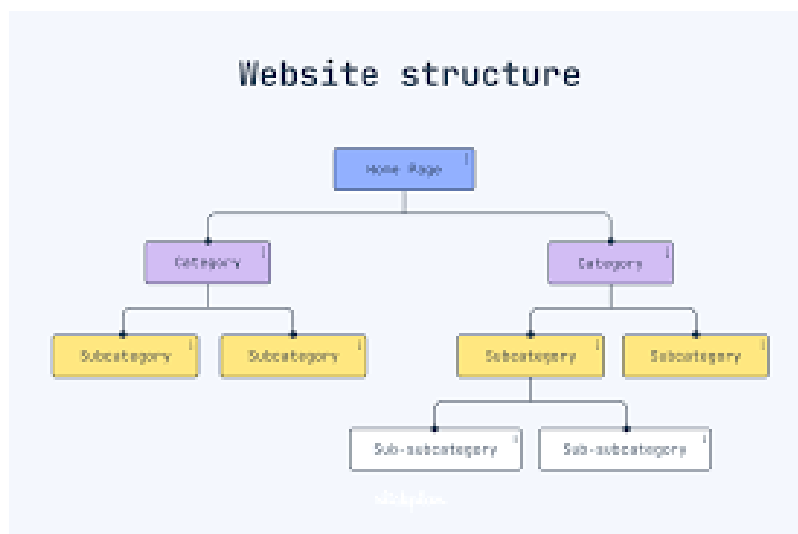 Website structure
Home Page
Category
Category
Subcategory
Subcategory
Subcategory
Subcategory
Sub-subcategory
Sub-subcategory